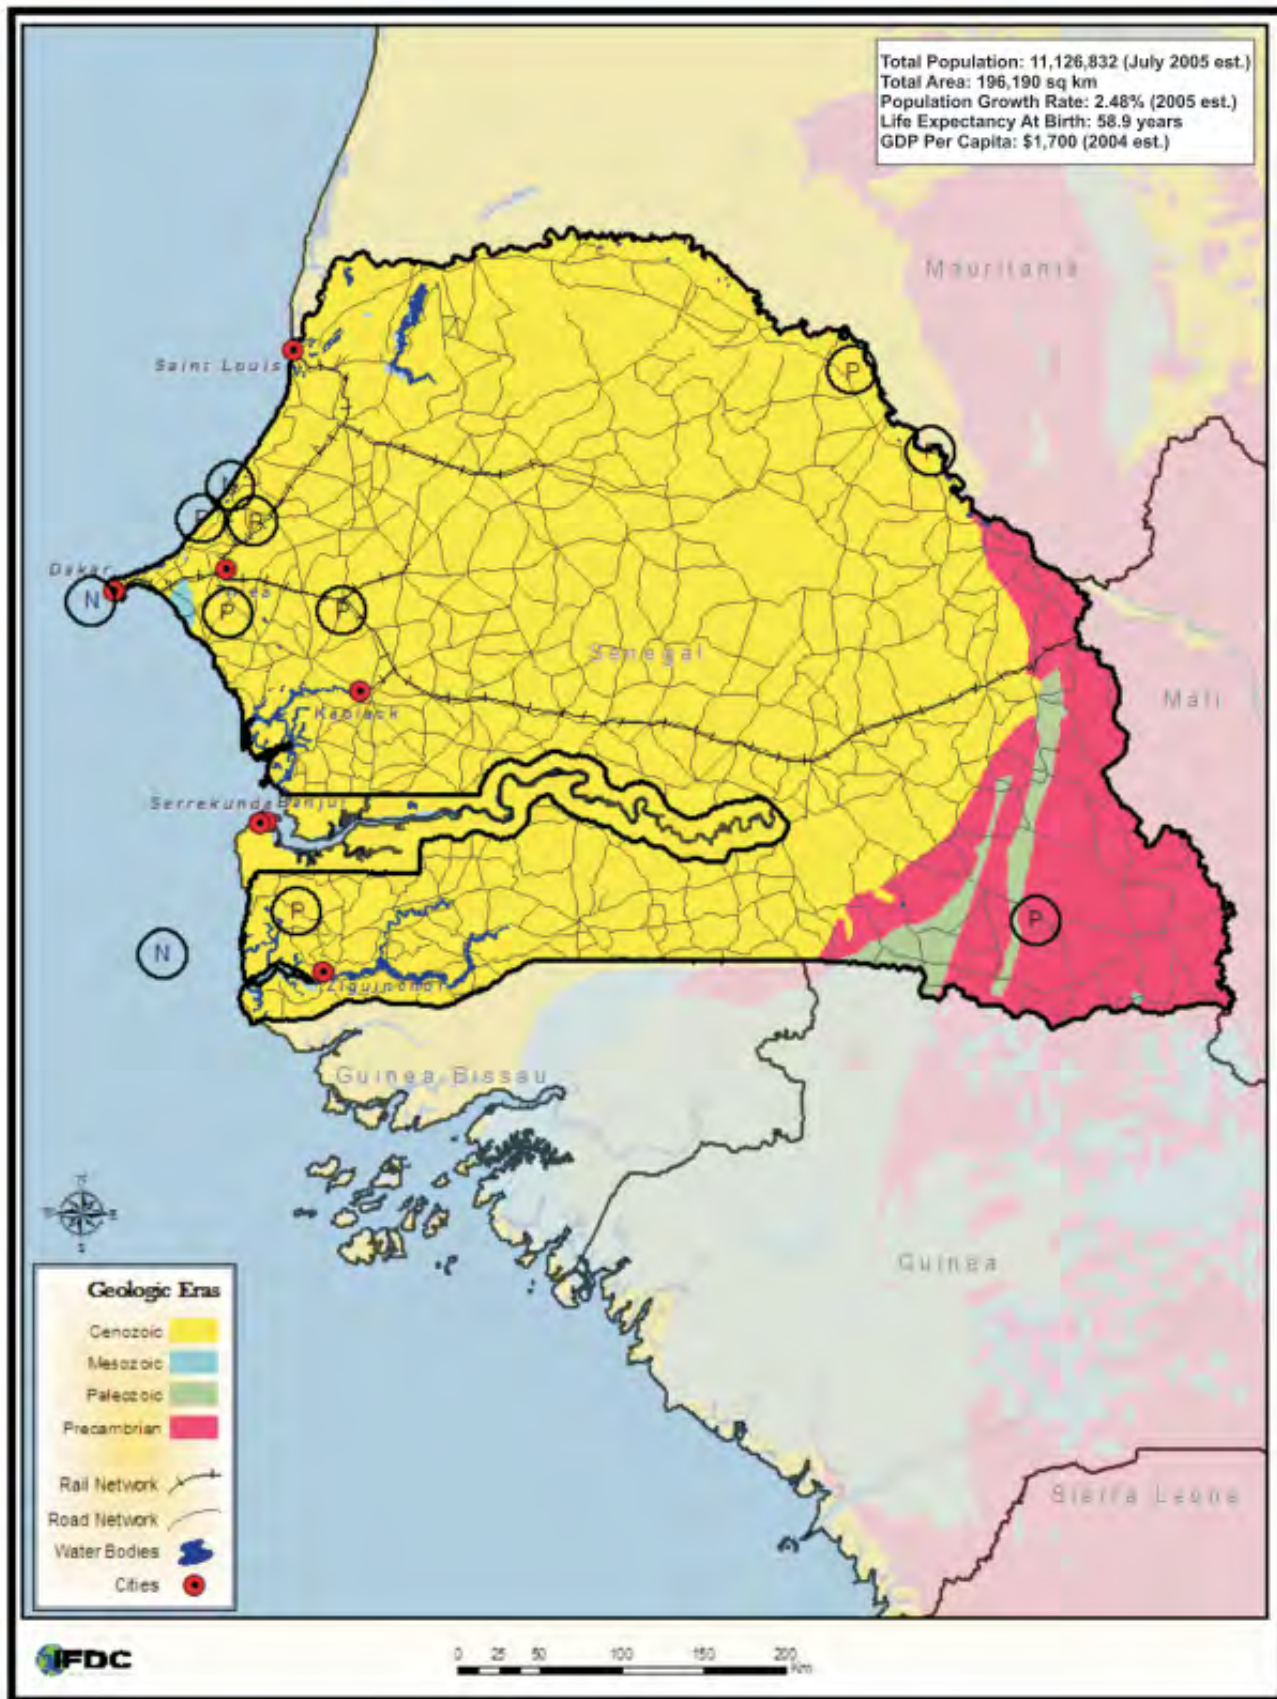 Total Population: 11,126,832 (July 2005 est.)
Total Area: 196,190 sq km
Population Growth Rate: 2.48% (2005 est.)
Life Expectancy At Birth: 58.9 years
GDP Per Capita: $1,700 (2004 est.)
Mauritania
Saint Louis
P
Dakar
N
P
P
Senegal
Mali
Kaolack
Serrekunda Banjul
P
P
N
Ziguinchor
Guinea Bissau
Guinea
Geologic Eras
Cenozoic
Mesozoic
Paleozoic
Precambrian
Rail Network
Road Network
Water Bodies
Cities
Sierra Leone
IFDC
0 25 50 100 150 200
Km